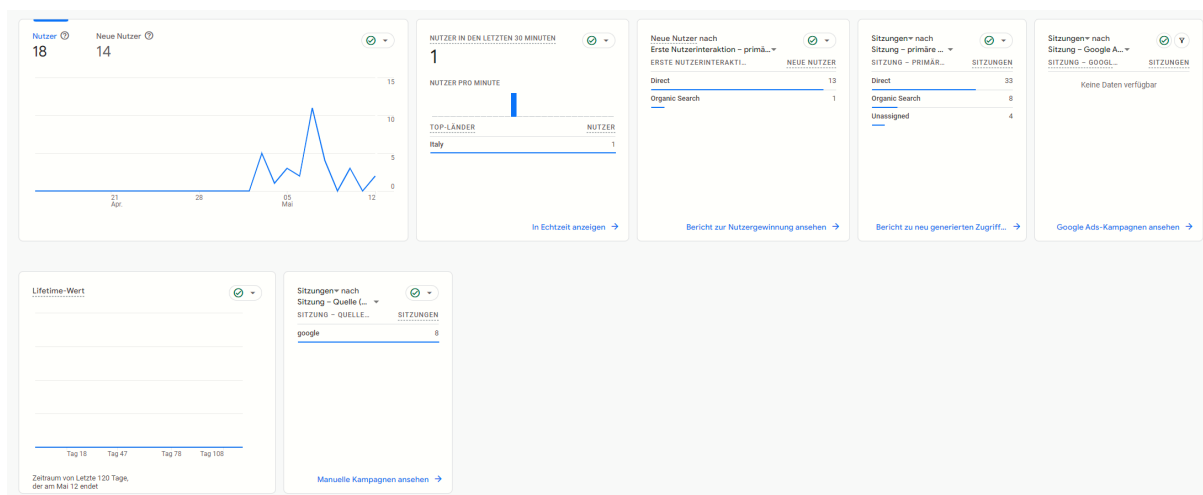 Nutzer
18
Neue Nutzer
14
15
10
5
0
21
Apr.
28
05
Mai
12
NUTZER IN DEN LETZTEN 30 MINUTEN
1
NUTZER PRO MINUTE
TOP-LÄNDER NUTZER
Italy 1
In Echtzeit anzeigen
Neue Nutzer nach
Erste Nutzerinteraktion – primä...
ERSTE NUTZERINTERAKTI... NEUE NUTZER
Direct 13
Organic Search 1
Bericht zur Nutzergewinnung ansehen
Sitzungen nach
Sitzung – primäre ...
SITZUNG – PRIMÄR... SITZUNGEN
Direct 33
Organic Search 8
Unassigned 4
Bericht zu neu generierten Zugriff...
Sitzungen nach
Sitzung – Google A...
SITZUNG – GOOGL... SITZUNGEN
Keine Daten verfügbar
Google Ads-Kampagnen ansehen
Lifetime-Wert
Tag 18 Tag 47 Tag 78 Tag 108
Zeitraum von Letzte 120 Tage,
der am Mai 12 endet
Sitzungen nach
Sitzung – Quelle (...
SITZUNG – QUELLE... SITZUNGEN
google 8
Manuelle Kampagnen ansehen